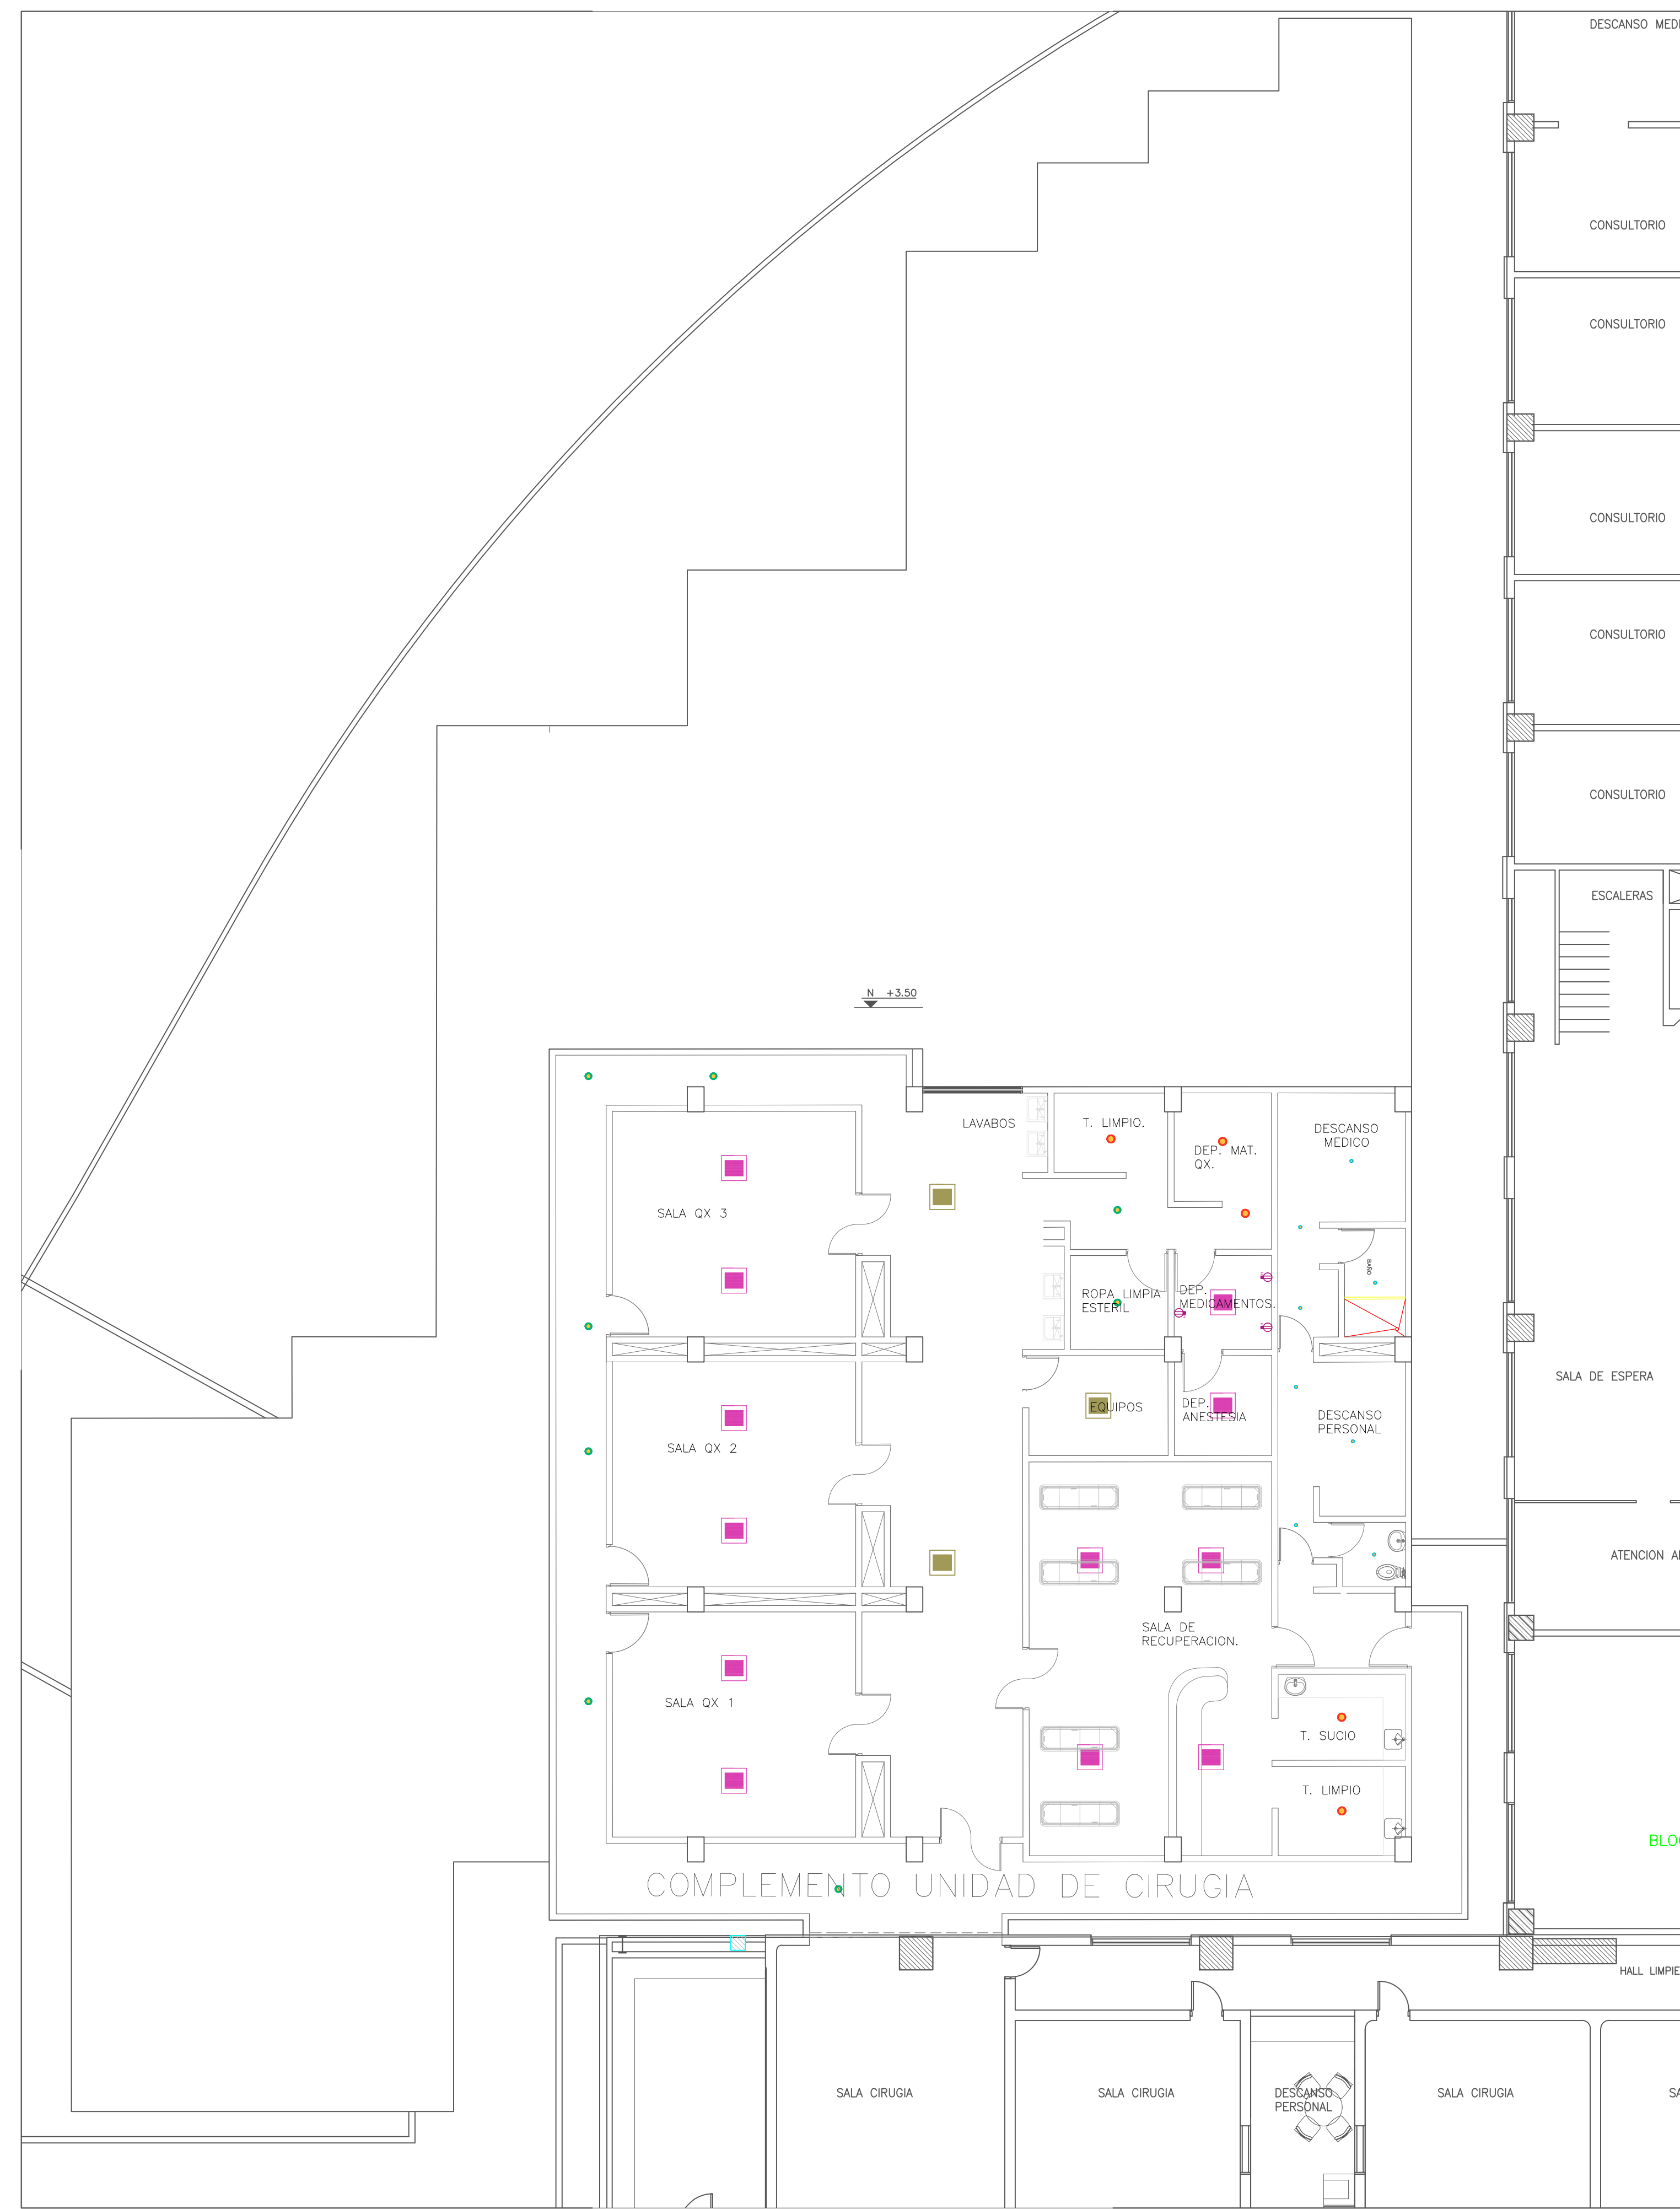 DESCANSO
CONSULTORIO
CONSULTORIO
CONSULTORIO
CONSULTORIO
CONSULTORIO
ESCALERAS
N +3.50
LAVABOS
T. LIMPIO.
DEP. MAT.
QX.
DESCANSO
MEDICO
SALA QX 3
BAÑO
ROPA LIMPIA
ESTERIL
DEP.
MEDICAMENTOS.
SALA DE ESPERA
EQUIPOS
DEP.
ANESTESIA
DESCANSO
PERSONAL
SALA QX 2
ATENCION
SALA DE
RECUPERACION.
SALA QX 1
T. SUCIO
T. LIMPIO
COMPLEMENTO UNIDAD DE CIRUGIA
HALL
SALA CIRUGIA
SALA CIRUGIA
DESCANSO
PERSONAL
SALA CIRUGIA